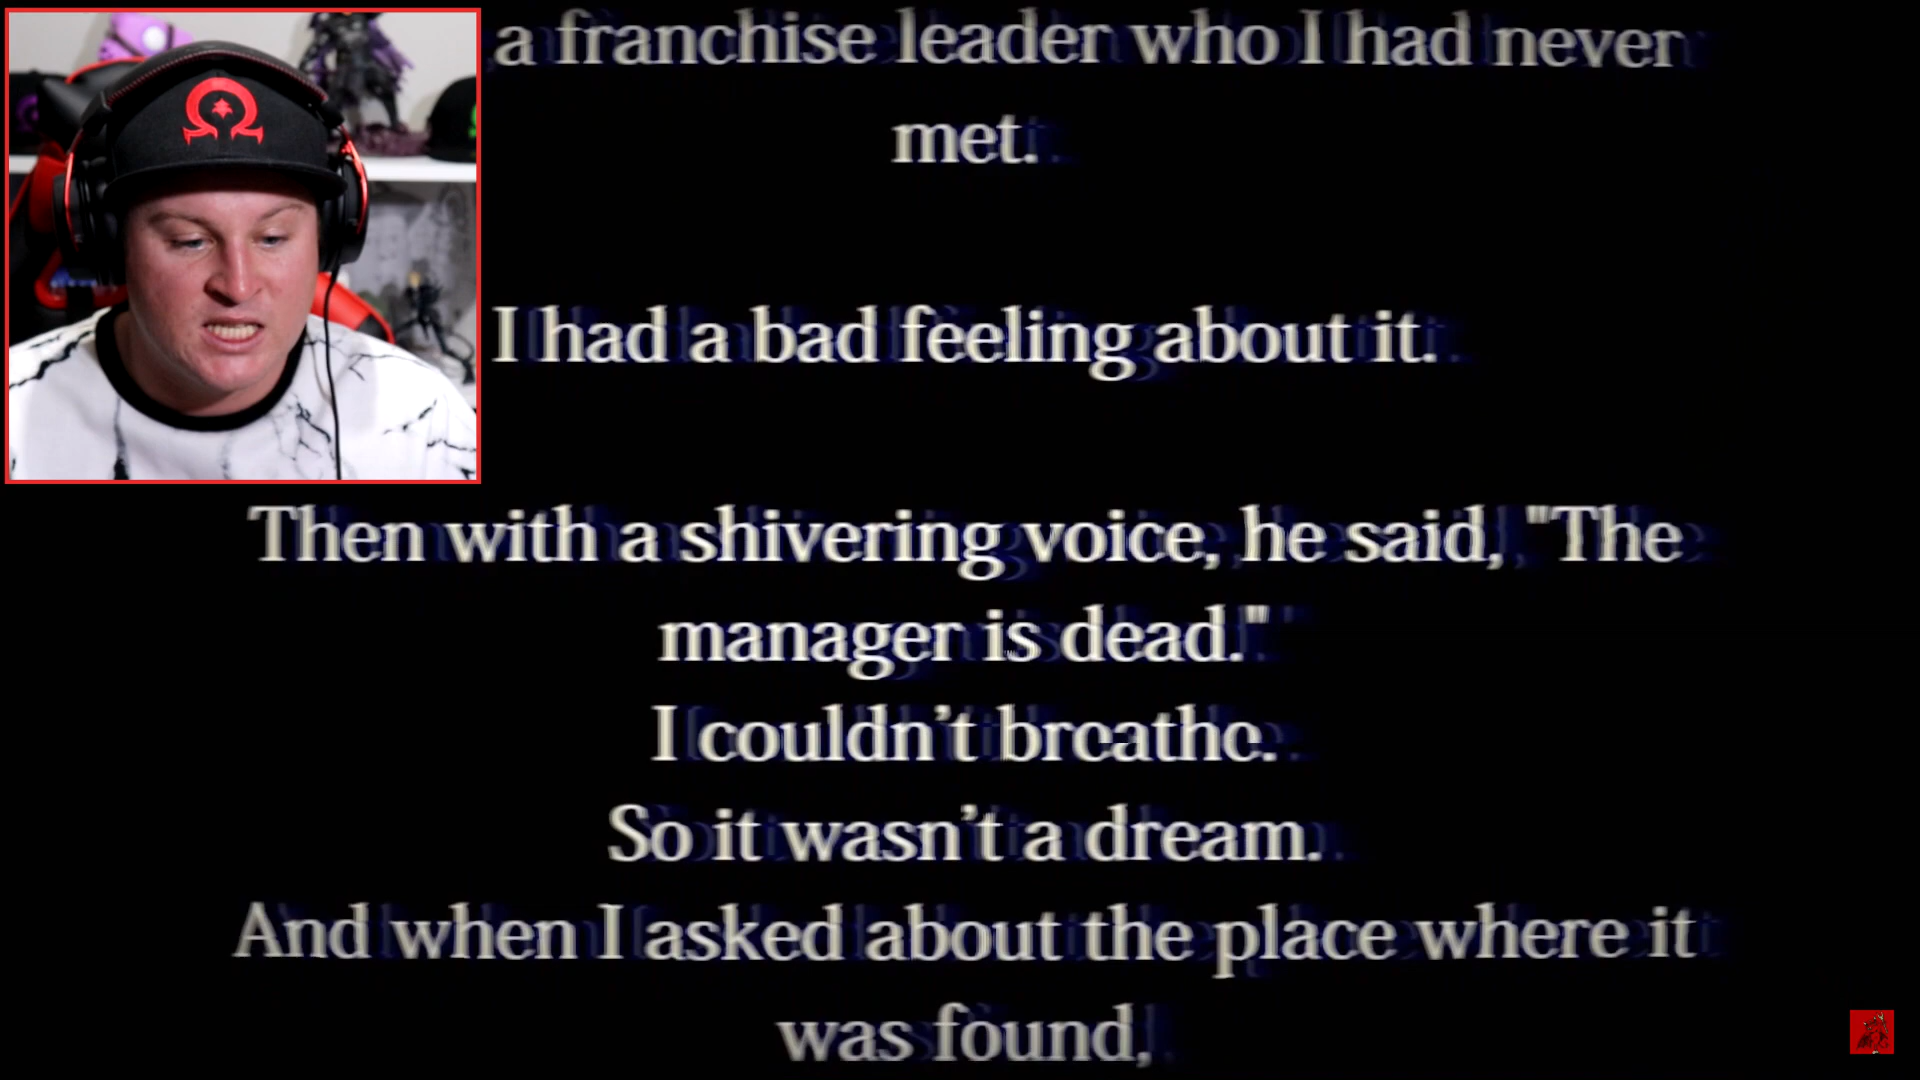 a franchise leader who I had never
met.
I had a bad feeling about it.
Then with a shivering voice, he said, "The
manager is dead."
I couldn't breathe.
So it wasn't a dream.
And when I asked about the place where it
was found,